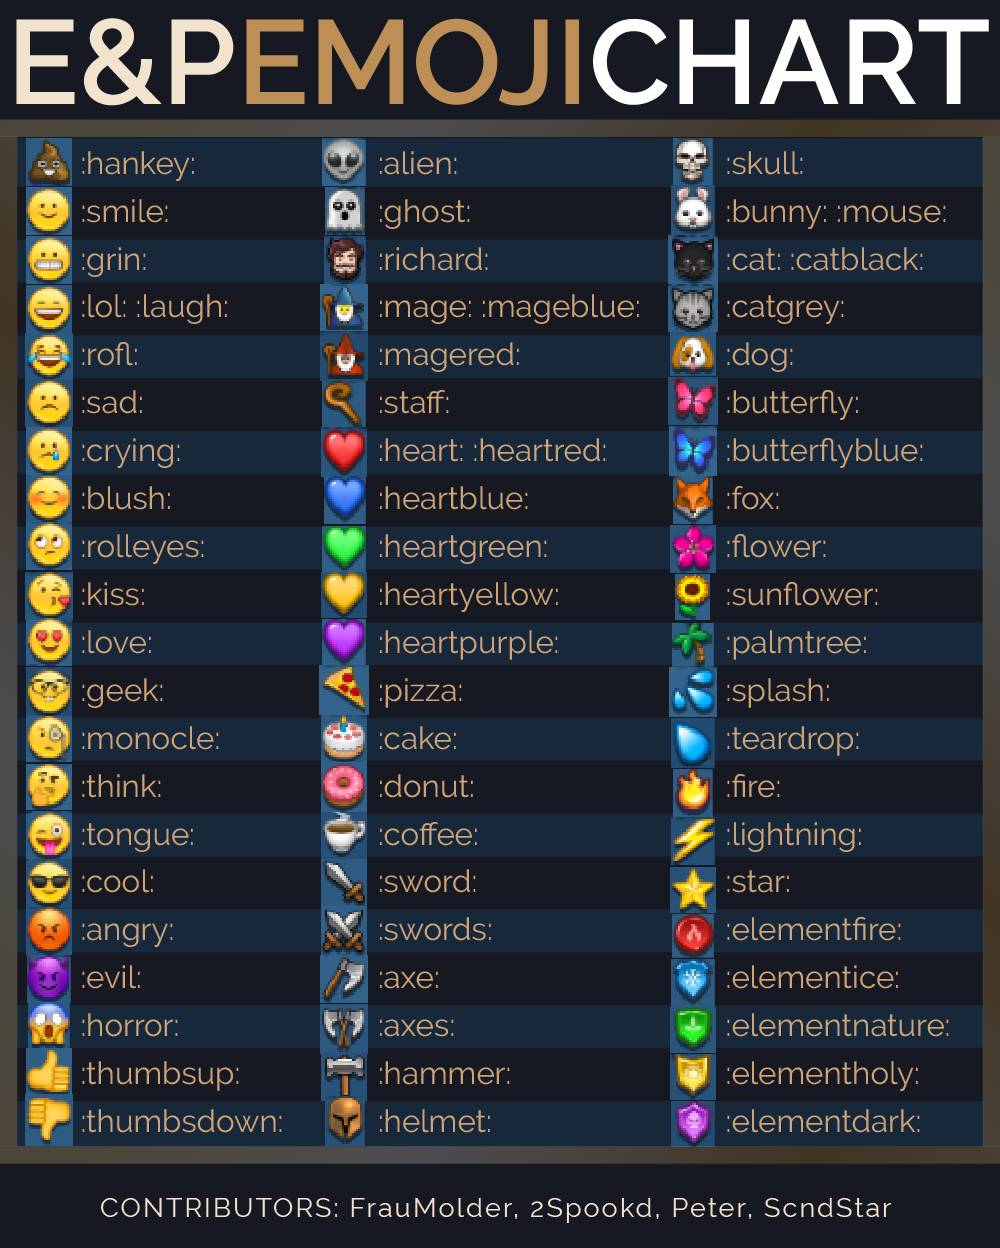 E&PEMOJICHART
:hankey: :alien: :skull:
:smile: :ghost: :bunny: :mouse:
:grin: :richard: :cat: :catblack:
:lol: :laugh: :mage: :mageblue: :catgrey:
:rofl: :magered: :dog:
:sad: :staff: :butterfly:
:crying: :heart: :heartred: :butterflyblue:
:blush: :heartblue: :fox:
:rolleyes: :heartgreen: :flower:
:kiss: :heartyellow: :sunflower:
:love: :heartpurple: :palmtree:
:geek: :pizza: :splash:
:monocle: :cake: :teardrop:
:think: :donut: :fire:
:tongue: :coffee: :lightning:
:cool: :sword: :star:
:angry: :swords: :elementfire:
:evil: :axe: :elementice:
:horror: :axes: :elementnature:
:thumbsup: :hammer: :elementholy:
:thumbsdown: :helmet: :elementdark:
CONTRIBUTORS: FrauMolder, 2Spookd, Peter, ScndStar